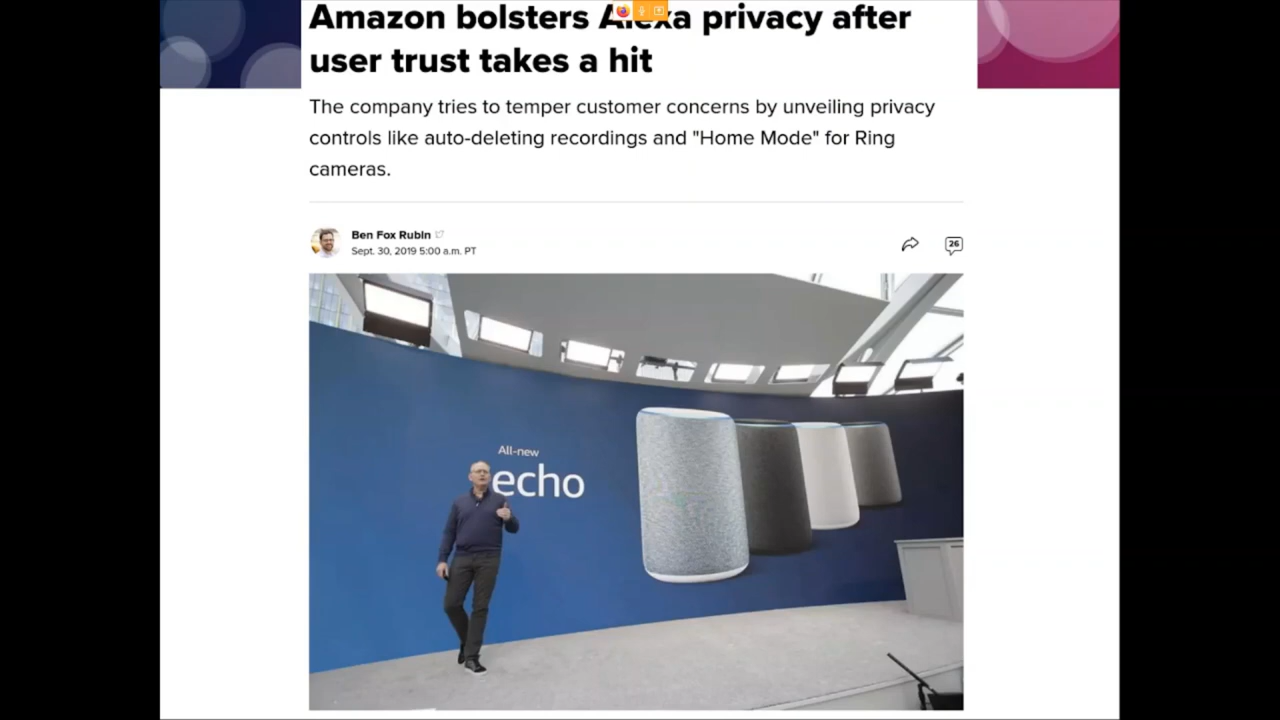 Amazon bolsters Alexa privacy after
user trust takes a hit
The company tries to temper customer concerns by unveiling privacy
controls like auto-deleting recordings and "Home Mode" for Ring
cameras.
Ben Fox Rubin
Sept. 30, 2019 5:00 a.m. PT
26
All-new
echo